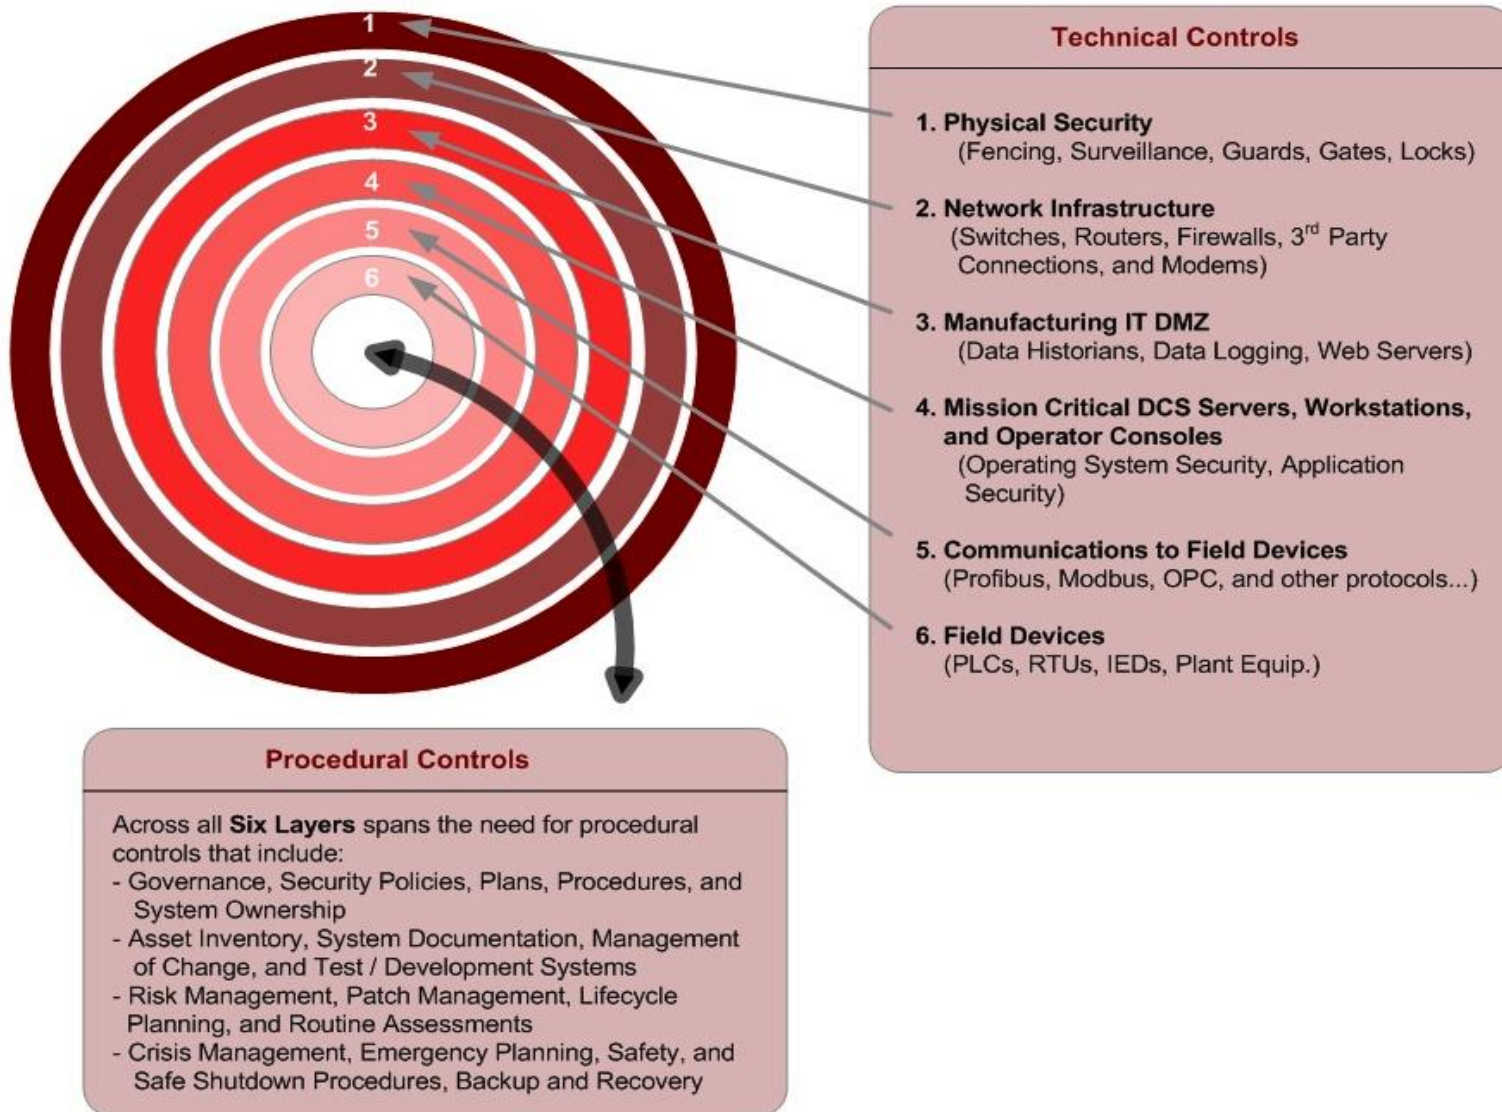 1
2
3
4
5
6
Technical Controls
1. Physical Security
(Fencing, Surveillance, Guards, Gates, Locks)
2. Network Infrastructure
(Switches, Routers, Firewalls, 3rd Party
Connections, and Modems)
3. Manufacturing IT DMZ
(Data Historians, Data Logging, Web Servers)
4. Mission Critical DCS Servers, Workstations,
and Operator Consoles
(Operating System Security, Application
Security)
5. Communications to Field Devices
(Profibus, Modbus, OPC, and other protocols...)
6. Field Devices
(PLCs, RTUs, IEDs, Plant Equip.)
Procedural Controls
Across all Six Layers spans the need for procedural
controls that include:
- Governance, Security Policies, Plans, Procedures, and
System Ownership
- Asset Inventory, System Documentation, Management
of Change, and Test / Development Systems
- Risk Management, Patch Management, Lifecycle
Planning, and Routine Assessments
- Crisis Management, Emergency Planning, Safety, and
Safe Shutdown Procedures, Backup and Recovery